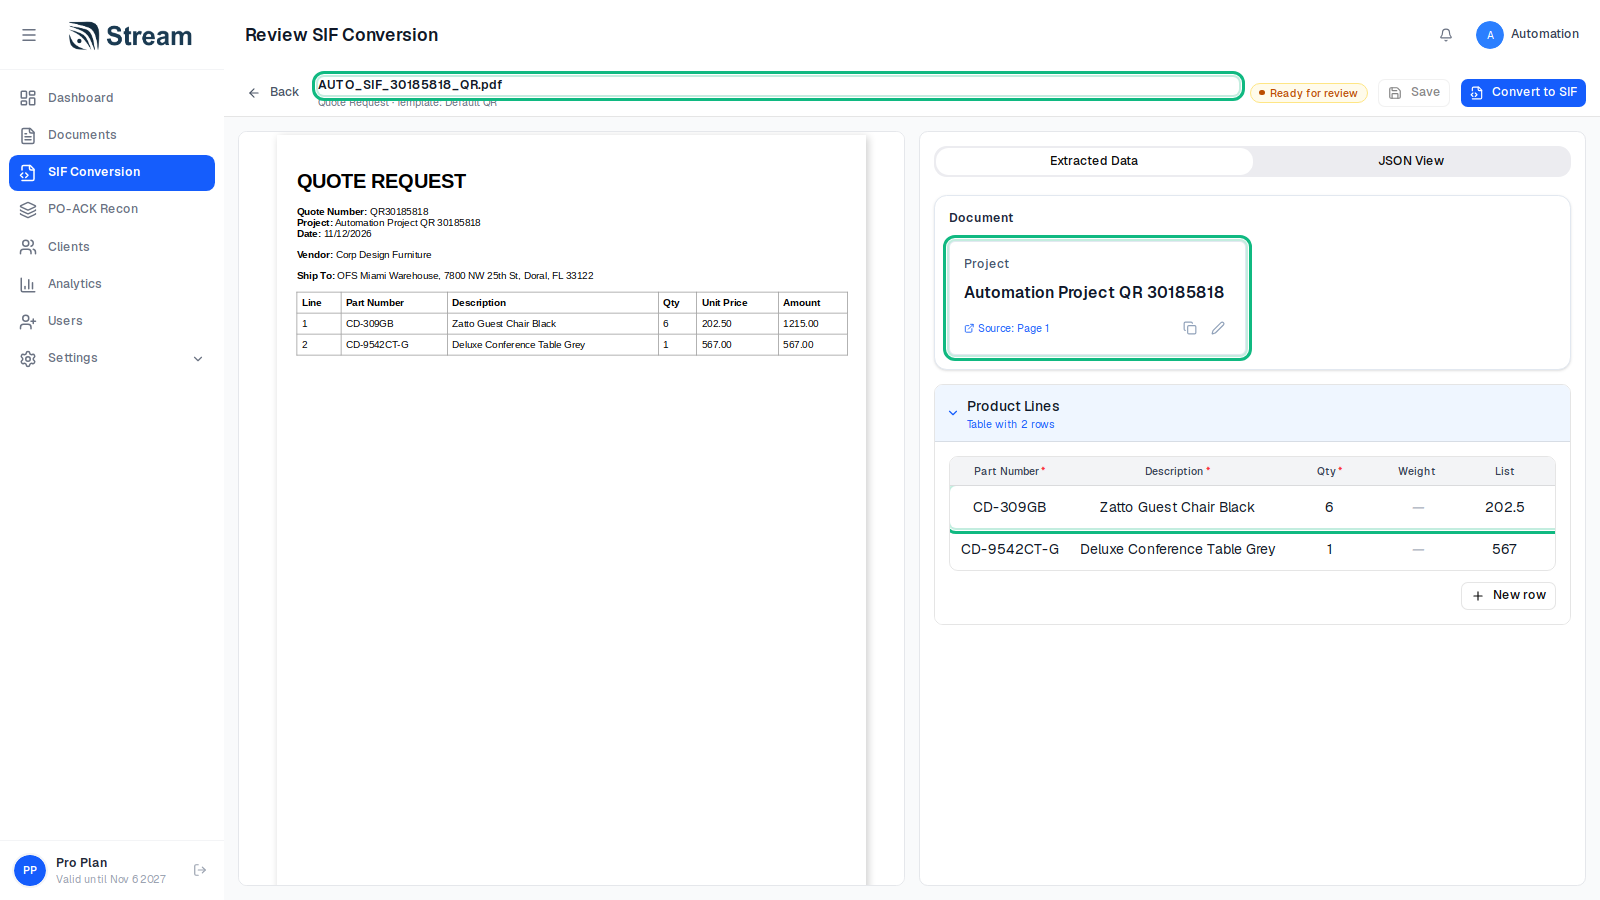 Stream
Review SIF Conversion
A
Automation
Dashboard
Documents
SIF Conversion
PO-ACK Recon
Clients
Analytics
Users
Settings
PP
Pro Plan
Valid until Nov 6 2027
Back
AUTO_SIF_30185818_QR.pdf
Quote Request · Template: Default QR
Ready for review
Save
Convert to SIF
QUOTE REQUEST
Quote Number: QR30185818
Project: Automation Project QR 30185818
Date: 11/12/2026
Vendor: Corp Design Furniture
Ship To: OFS Miami Warehouse, 7800 NW 25th St, Doral, FL 33122
Line Part Number Description Qty Unit Price Amount
1 CD-309GB Zatto Guest Chair Black 6 202.50 1215.00
2 CD-9542CT-G Deluxe Conference Table Grey 1 567.00 567.00
Extracted Data
JSON View
Document
Project
Automation Project QR 30185818
Source: Page 1
Product Lines
Table with 2 rows
Part Number* Description* Qty* Weight List
CD-309GB Zatto Guest Chair Black 6 — 202.5
CD-9542CT-G Deluxe Conference Table Grey 1 — 567
New row